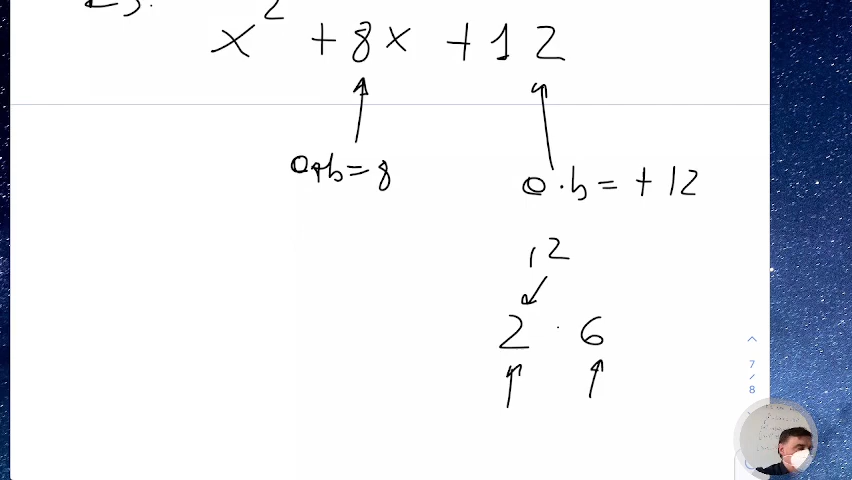 x² +8x +12
a+b=8
a·b=+12
12
2 · 6
7
/
8